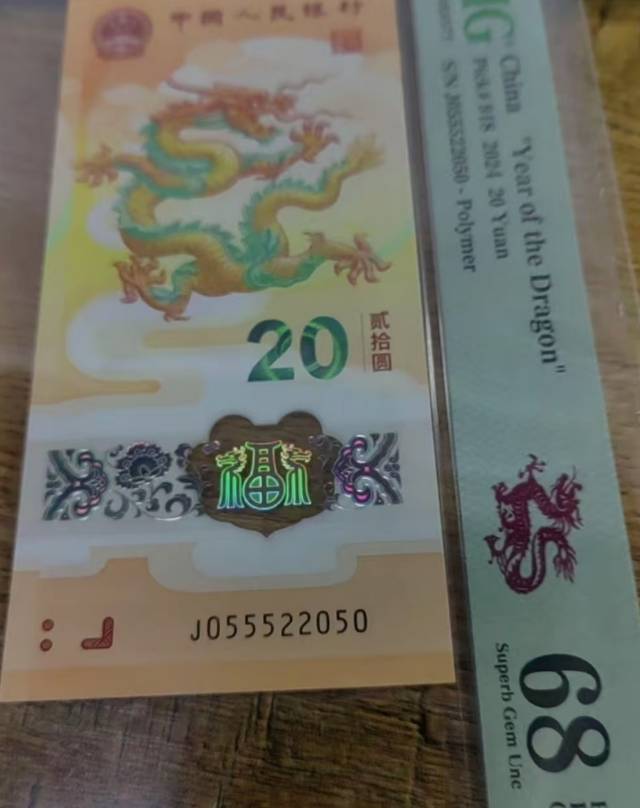 中国人民银行
20
贰拾圆
J055522050
China "Year of the Dragon"
2024 20 Yuan
S/N J055522050 - Polymer
68
Superb Gem Unc